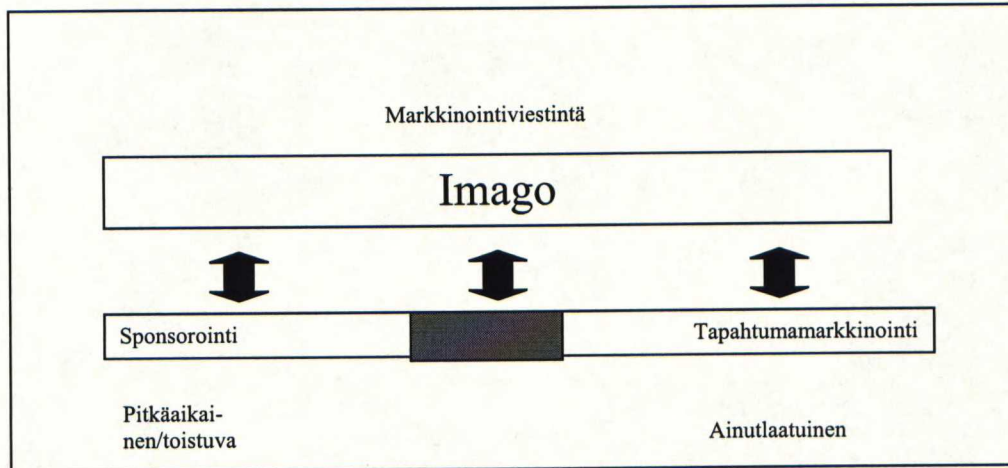 Markkinointiviestintä
Imago
Sponsorointi
Tapahtumamarkkinointi
Pitkäaikai-
nen/toistuva
Ainutlaatuinen